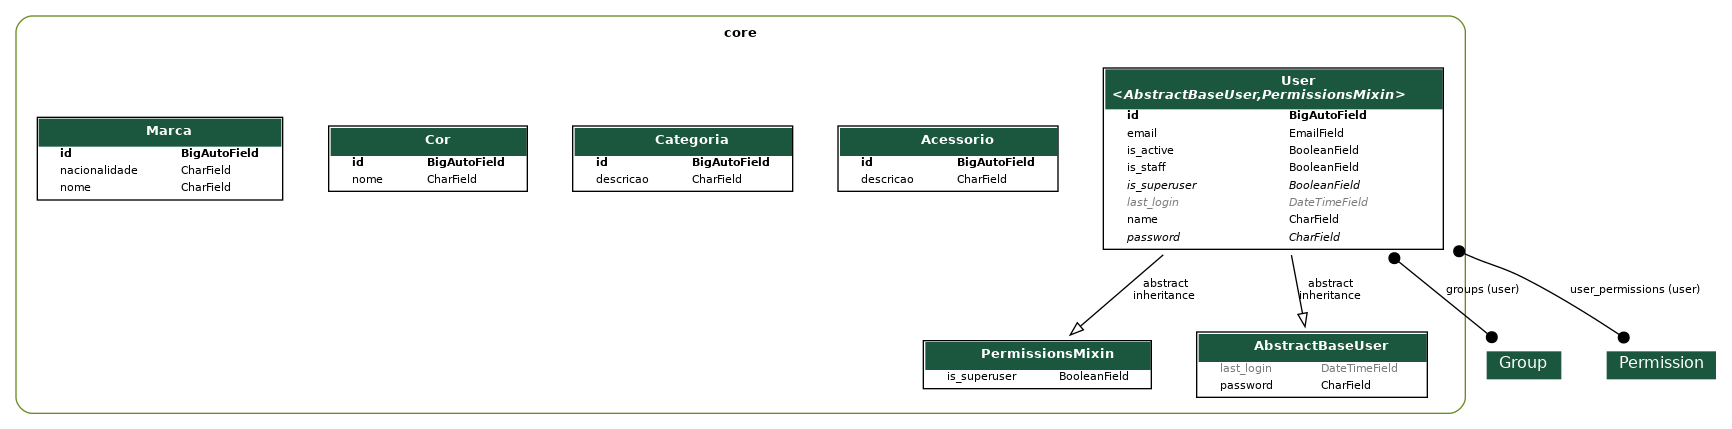 core
Marca
id BigAutoField
nacionalidade CharField
nome CharField
Cor
id BigAutoField
nome CharField
Categoria
id BigAutoField
descricao CharField
Acessorio
id BigAutoField
descricao CharField
User
<AbstractBaseUser,PermissionsMixin>
id BigAutoField
email EmailField
is_active BooleanField
is_staff BooleanField
is_superuser BooleanField
last_login DateTimeField
name CharField
password CharField
abstract
inheritance
abstract
inheritance
groups (user)
user_permissions (user)
PermissionsMixin
is_superuser BooleanField
AbstractBaseUser
last_login DateTimeField
password CharField
Group
Permission